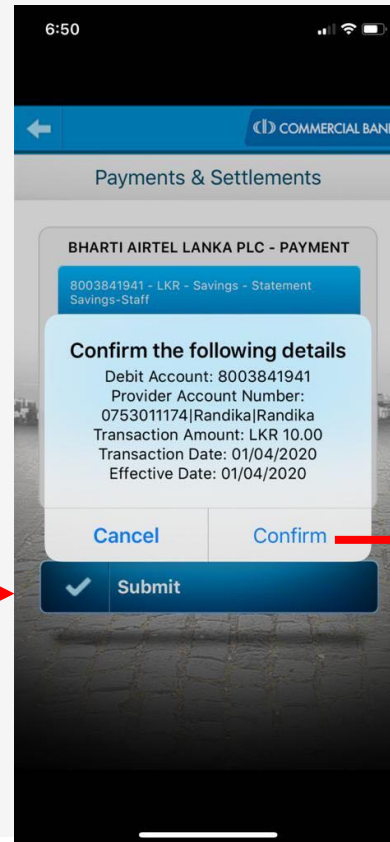 6:50
COMMERCIAL BANK
Payments & Settlements
BHARTI AIRTEL LANKA PLC - PAYMENT
8003841941 - LKR - Savings - Statement
Savings-Staff
Confirm the following details
Debit Account: 8003841941
Provider Account Number:
0753011174|Randika|Randika
Transaction Amount: LKR 10.00
Transaction Date: 01/04/2020
Effective Date: 01/04/2020
Cancel Confirm
Submit